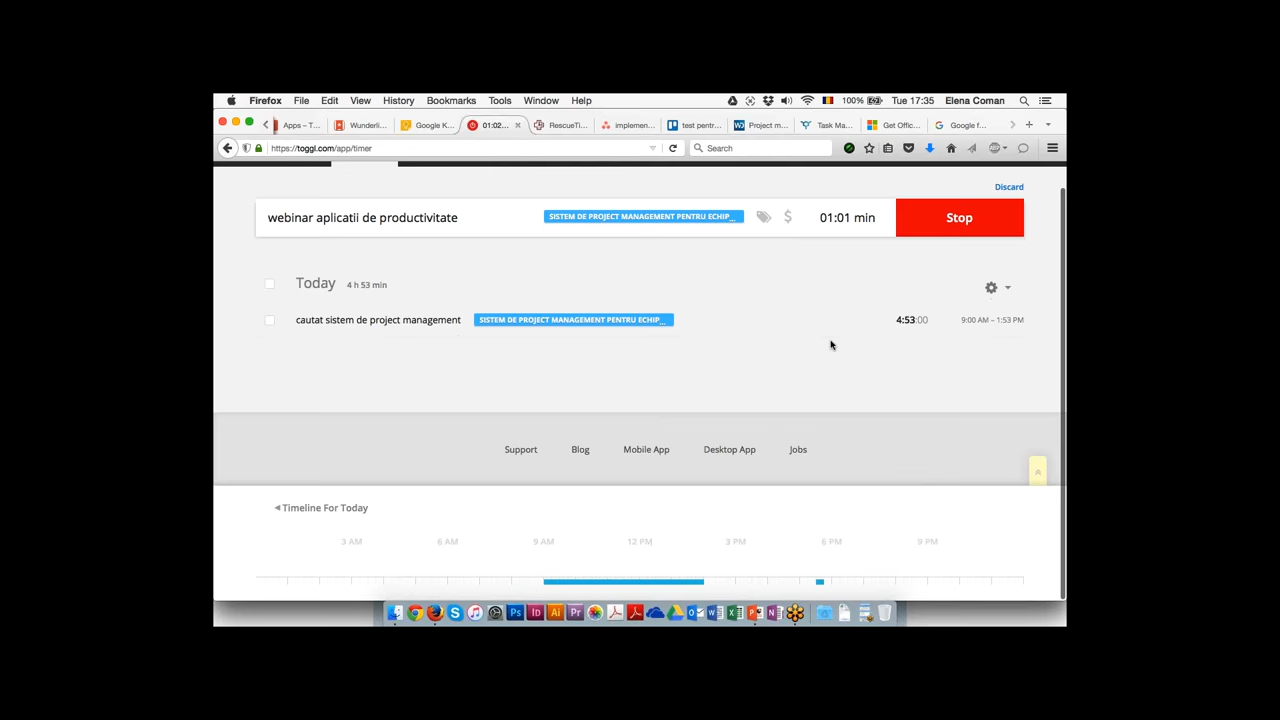 Firefox File Edit View History Bookmarks Tools Window Help 100% Tue 17:35 Elena Coman
Apps – T... Wunderli... Google K... 01:02... RescueTi... implemen... test pentr... Project m... Task Ma... Get Offic... Google f...
https://toggl.com/app/timer Search
Discard
webinar aplicatii de productivitate SISTEM DE PROJECT MANAGEMENT PENTRU ECHIP... $ 01:01 min Stop
Today 4 h 53 min
cautat sistem de project management SISTEM DE PROJECT MANAGEMENT PENTRU ECHIP... 4:53:00 9:00 AM – 1:53 PM
Support Blog Mobile App Desktop App Jobs
Timeline For Today
3 AM 6 AM 9 AM 12 PM 3 PM 6 PM 9 PM
Ps Id Ai Pr